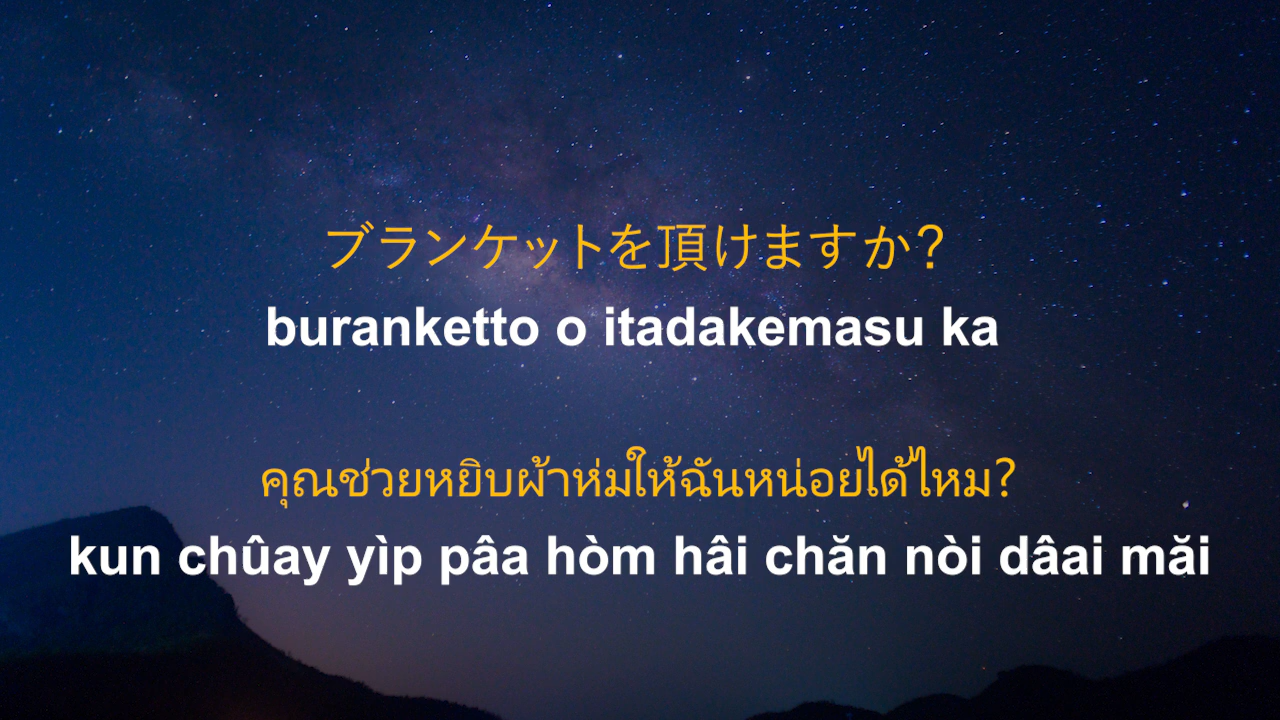 ブランケットを頂けますか?
buranketto o itadakemasu ka
คุณช่วยหยิบผ้าห่มให้ฉันหน่อยได้ไหม?
kun chûay yìp pâa hòm hâi chăn nòi dâai măi